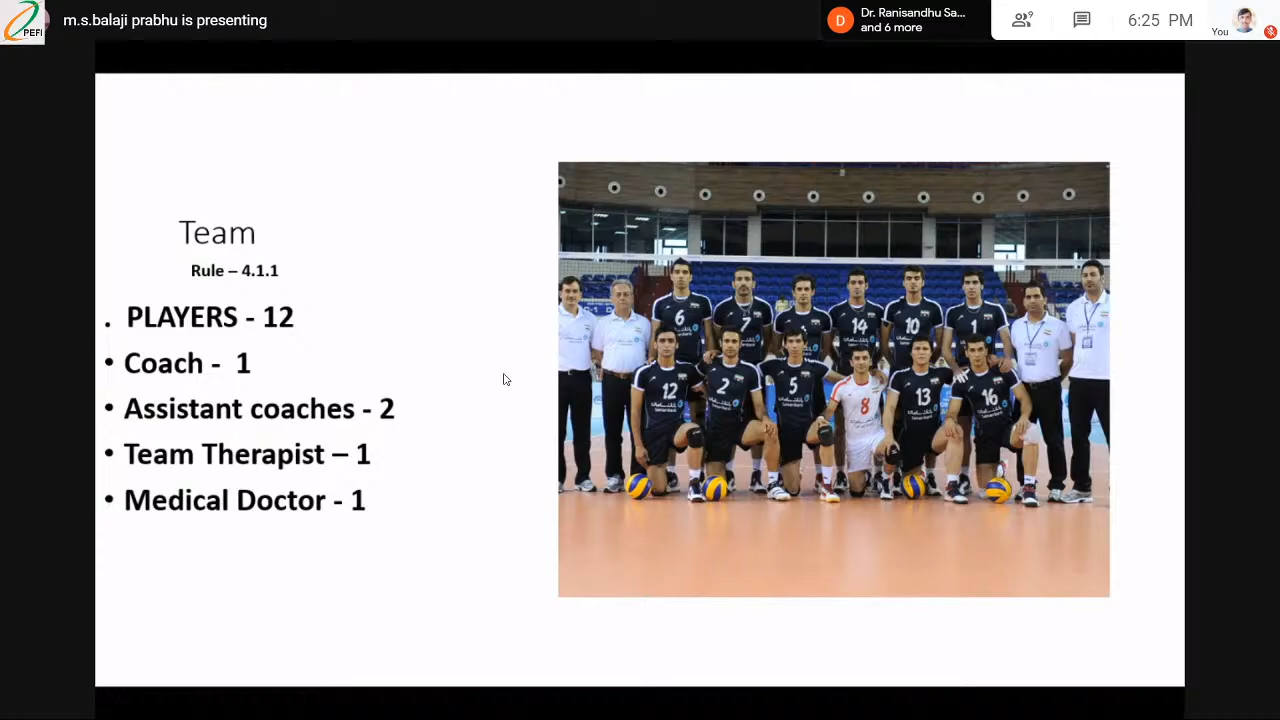 PEFI
m.s.balaji prabhu is presenting
D
Dr. Ranisandhu Sa...
and 6 more
9
6:25 PM
You
Team
Rule – 4.1.1
. PLAYERS - 12
• Coach - 1
• Assistant coaches - 2
• Team Therapist – 1
• Medical Doctor - 1
6
7
14
10
1
12
2
5
8
13
16